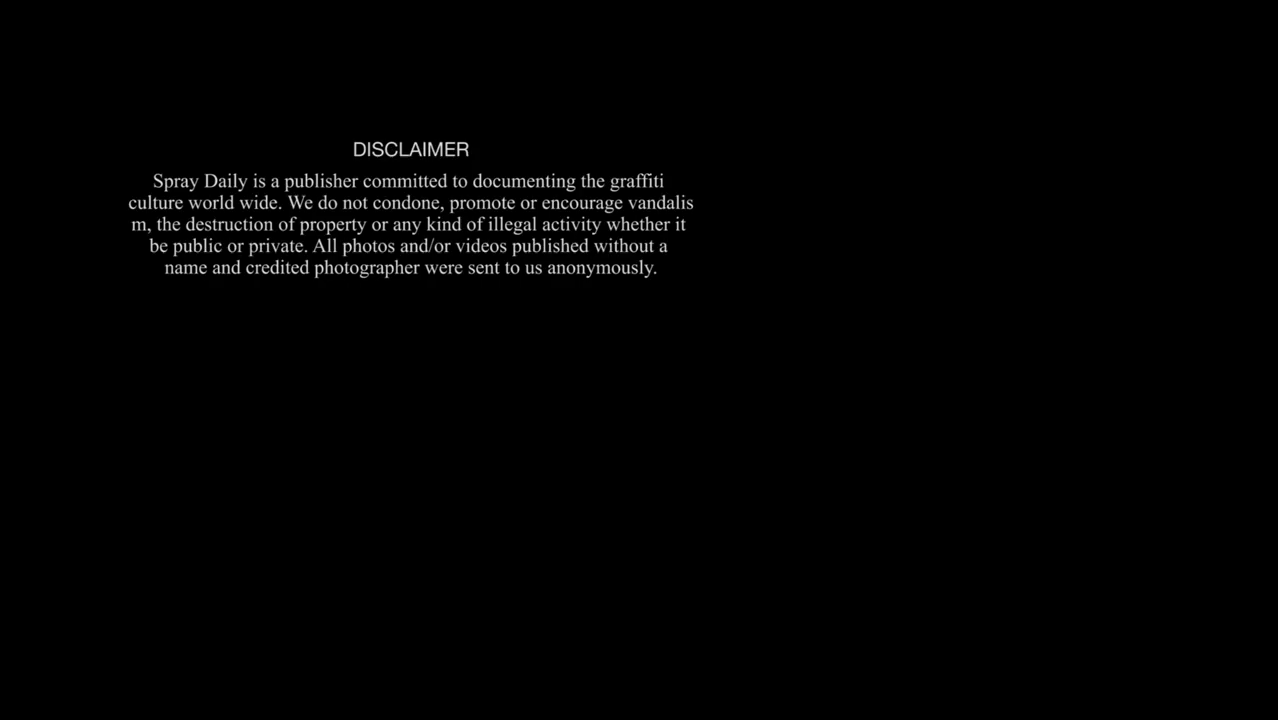 DISCLAIMER
Spray Daily is a publisher committed to documenting the graffiti
culture world wide. We do not condone, promote or encourage vandalis
m, the destruction of property or any kind of illegal activity whether it
be public or private. All photos and/or videos published without a
name and credited photographer were sent to us anonymously.